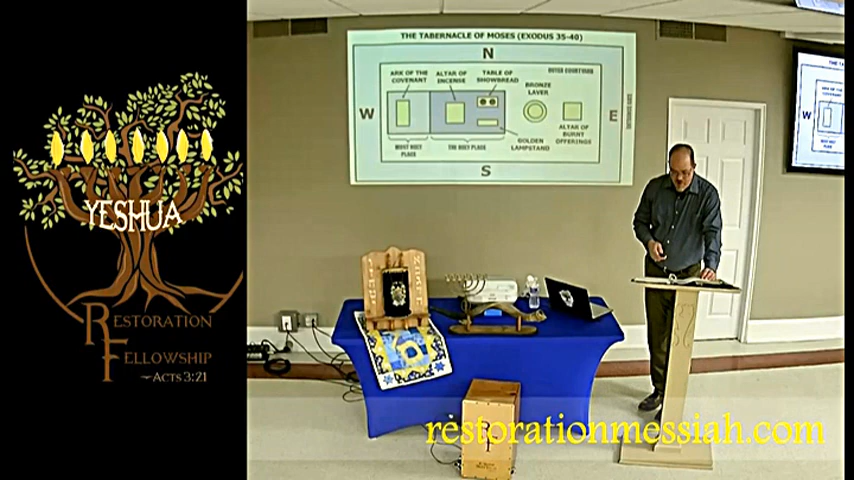 YESHUA
RESTORATION
FELLOWSHIP
ACTS 3:21
THE TABERNACLE OF MOSES (EXODUS 35-40)
N
OUTER COURTYARD
ARK OF THE
COVENANT
ALTAR OF
INCENSE
TABLE OF
SHOWBREAD
BRONZE
LAVER
W
E
GOLDEN
LAMPSTAND
ALTAR OF
BURNT
OFFERINGS
MOST HOLY
PLACE
THE HOLY PLACE
S
W
RF
restorationmessiah.com